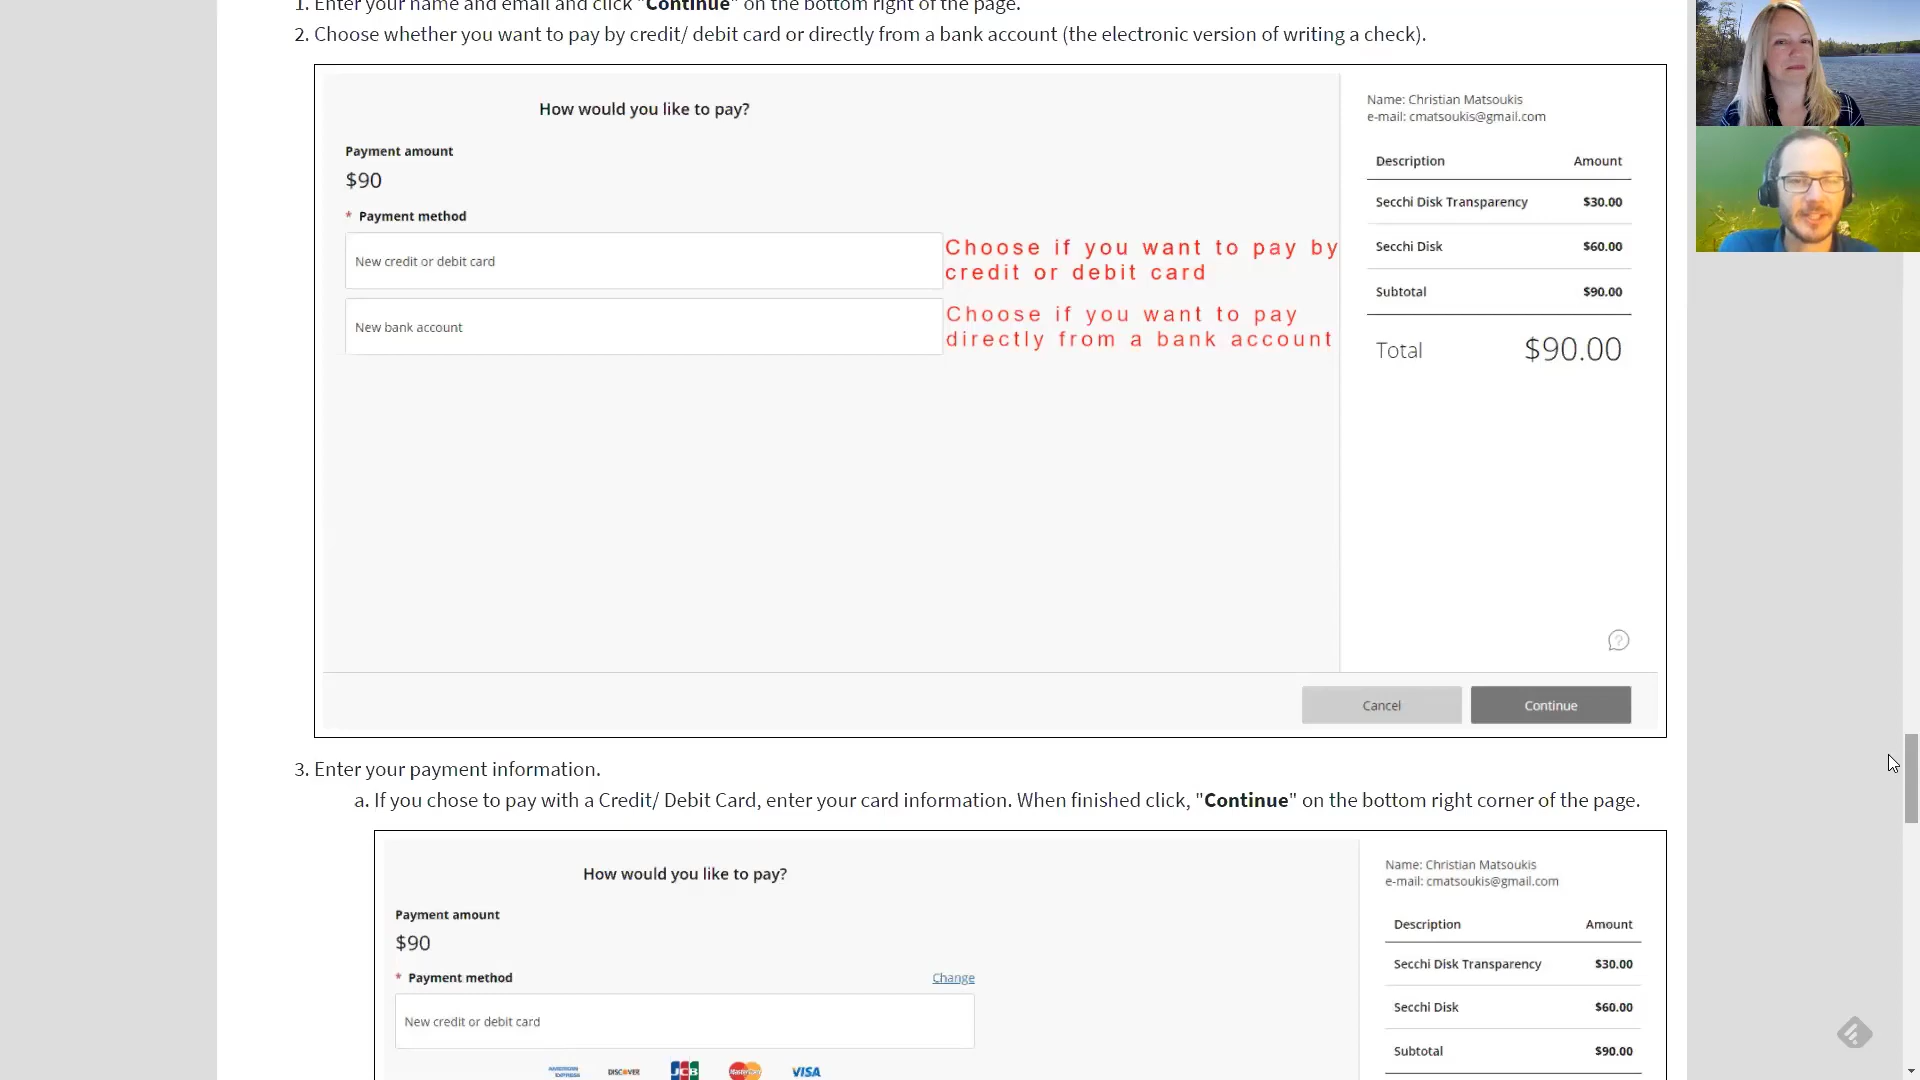 1. Enter your name and email and click "Continue" on the bottom right of the page.
2. Choose whether you want to pay by credit/ debit card or directly from a bank account (the electronic version of writing a check).
How would you like to pay?
Payment amount
$90
* Payment method
New credit or debit card
Choose if you want to pay by
credit or debit card
New bank account
Choose if you want to pay
directly from a bank account
Name: Christian Matsoukis
e-mail: cmatsoukis@gmail.com
Description Amount
Secchi Disk Transparency $30.00
Secchi Disk $60.00
Subtotal $90.00
Total $90.00
?
Cancel Continue
3. Enter your payment information.
a. If you chose to pay with a Credit/ Debit Card, enter your card information. When finished click, "Continue" on the bottom right corner of the page.
How would you like to pay?
Payment amount
$90
* Payment method Change
New credit or debit card
AMERICAN EXPRESS DISCOVER JCB MasterCard VISA
Name: Christian Matsoukis
e-mail: cmatsoukis@gmail.com
Description Amount
Secchi Disk Transparency $30.00
Secchi Disk $60.00
Subtotal $90.00